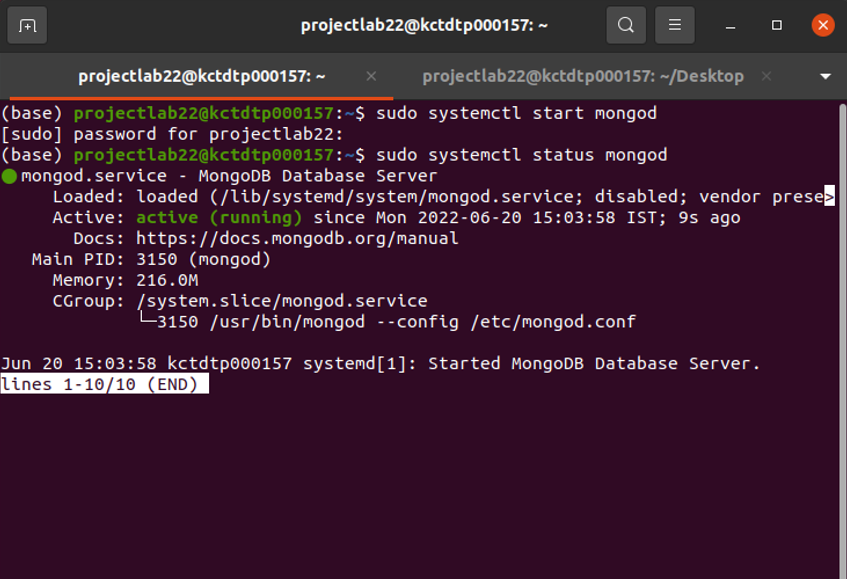 projectlab22@kctdtp000157: ~
projectlab22@kctdtp000157: ~
projectlab22@kctdtp000157: ~/Desktop
(base) projectlab22@kctdtp000157:~$ sudo systemctl start mongod
[sudo] password for projectlab22:
(base) projectlab22@kctdtp000157:~$ sudo systemctl status mongod
● mongod.service - MongoDB Database Server
Loaded: loaded (/lib/systemd/system/mongod.service; disabled; vendor prese>
Active: active (running) since Mon 2022-06-20 15:03:58 IST; 9s ago
Docs: https://docs.mongodb.org/manual
Main PID: 3150 (mongod)
Memory: 216.0M
CGroup: /system.slice/mongod.service
└─3150 /usr/bin/mongod --config /etc/mongod.conf
Jun 20 15:03:58 kctdtp000157 systemd[1]: Started MongoDB Database Server.
lines 1-10/10 (END)